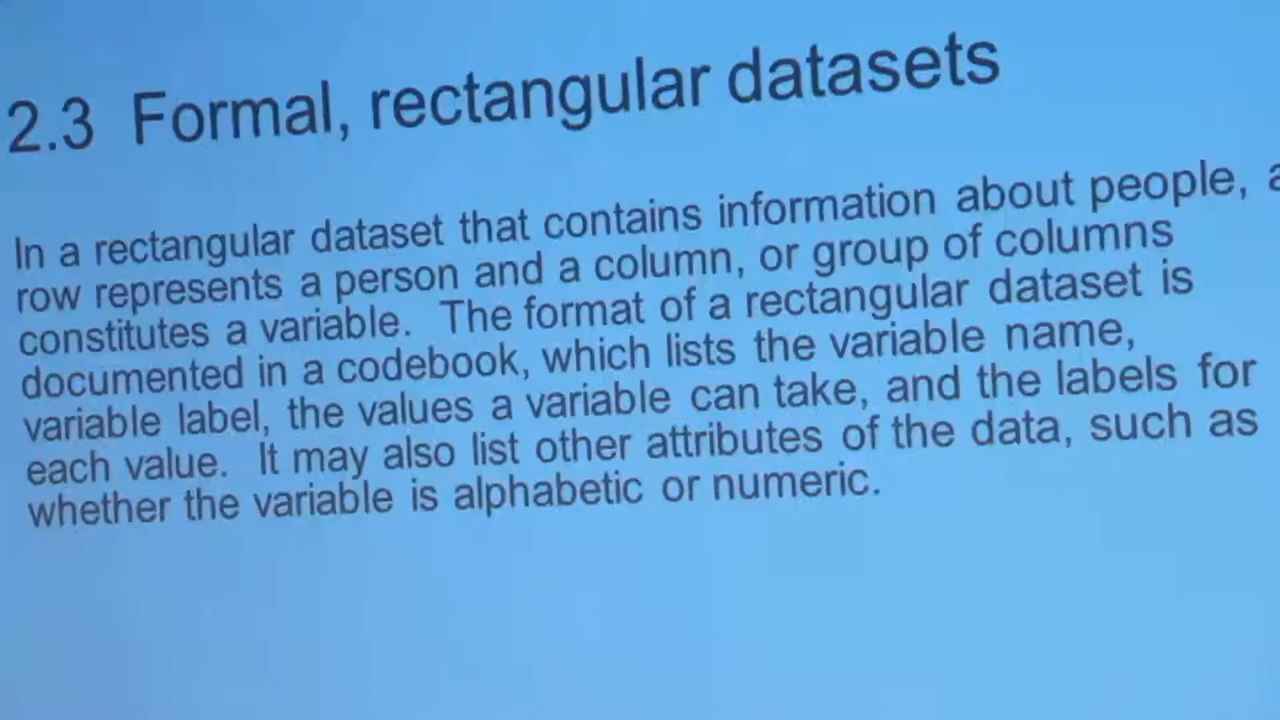 2.3 Formal, rectangular datasets
In a rectangular dataset that contains information about people, a
row represents a person and a column, or group of columns
constitutes a variable. The format of a rectangular dataset is
documented in a codebook, which lists the variable name,
variable label, the values a variable can take, and the labels for
each value. It may also list other attributes of the data, such as
whether the variable is alphabetic or numeric.